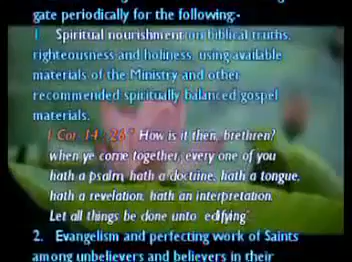 gate periodically for the following:-
1. Spiritual nourishment on biblical truths,
righteousness and holiness, using available
materials of the Ministry and other
recommended spiritually balanced gospel
materials.
1 Cor. 14 : 26 " How is it then, brethren?
when ye come together, every one of you
hath a psalm, hath a doctrine, hath a tongue,
hath a revelation, hath an interpretation.
Let all things be done unto edifying"
2. Evangelism and perfecting work of Saints
among unbelievers and believers in their